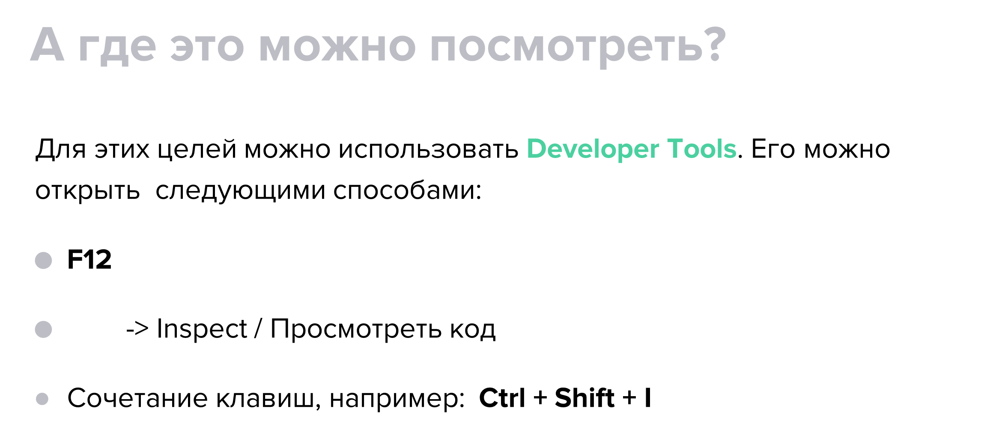 А где это можно посмотреть?
Для этих целей можно использовать Developer Tools. Его можно
открыть следующими способами:
F12
-> Inspect / Просмотреть код
Сочетание клавиш, например: Ctrl + Shift + I